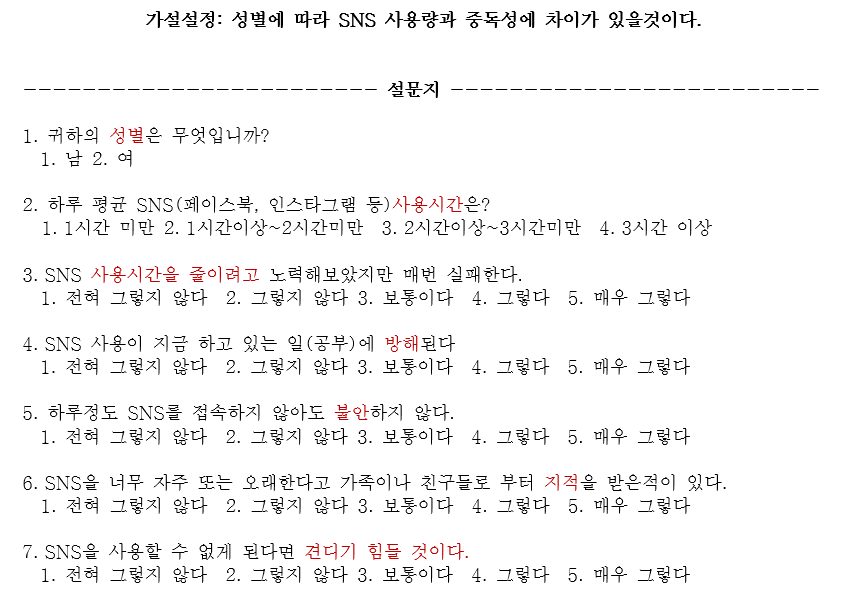 가설설정: 성별에 따라 SNS 사용량과 중독성에 차이가 있을것이다.
------------------------ 설문지 -------------------------
1. 귀하의 성별은 무엇입니까?
1. 남 2. 여
2. 하루 평균 SNS(페이스북, 인스타그램 등)사용시간은?
1. 1시간 미만 2. 1시간이상~2시간미만 3. 2시간이상~3시간미만 4. 3시간 이상
3. SNS 사용시간을 줄이려고 노력해보았지만 매번 실패한다.
1. 전혀 그렇지 않다 2. 그렇지 않다 3. 보통이다 4. 그렇다 5. 매우 그렇다
4. SNS 사용이 지금 하고 있는 일(공부)에 방해된다
1. 전혀 그렇지 않다 2. 그렇지 않다 3. 보통이다 4. 그렇다 5. 매우 그렇다
5. 하루정도 SNS를 접속하지 않아도 불안하지 않다.
1. 전혀 그렇지 않다 2. 그렇지 않다 3. 보통이다 4. 그렇다 5. 매우 그렇다
6. SNS을 너무 자주 또는 오래한다고 가족이나 친구들로 부터 지적을 받은적이 있다.
1. 전혀 그렇지 않다 2. 그렇지 않다 3. 보통이다 4. 그렇다 5. 매우 그렇다
7. SNS을 사용할 수 없게 된다면 견디기 힘들 것이다.
1. 전혀 그렇지 않다 2. 그렇지 않다 3. 보통이다 4. 그렇다 5. 매우 그렇다